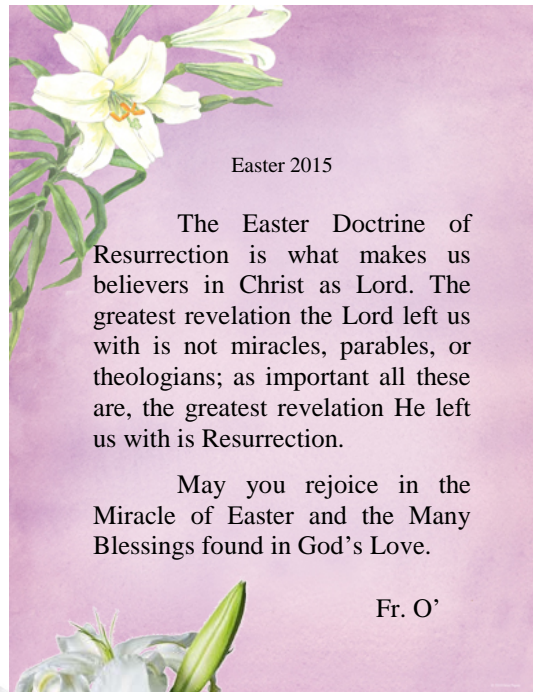 Easter 2015
The Easter Doctrine of
Resurrection is what makes us
believers in Christ as Lord. The
greatest revelation the Lord left us
with is not miracles, parables, or
theologians; as important all these
are, the greatest revelation He left
us with is Resurrection.
May you rejoice in the
Miracle of Easter and the Many
Blessings found in God’s Love.
Fr. O’